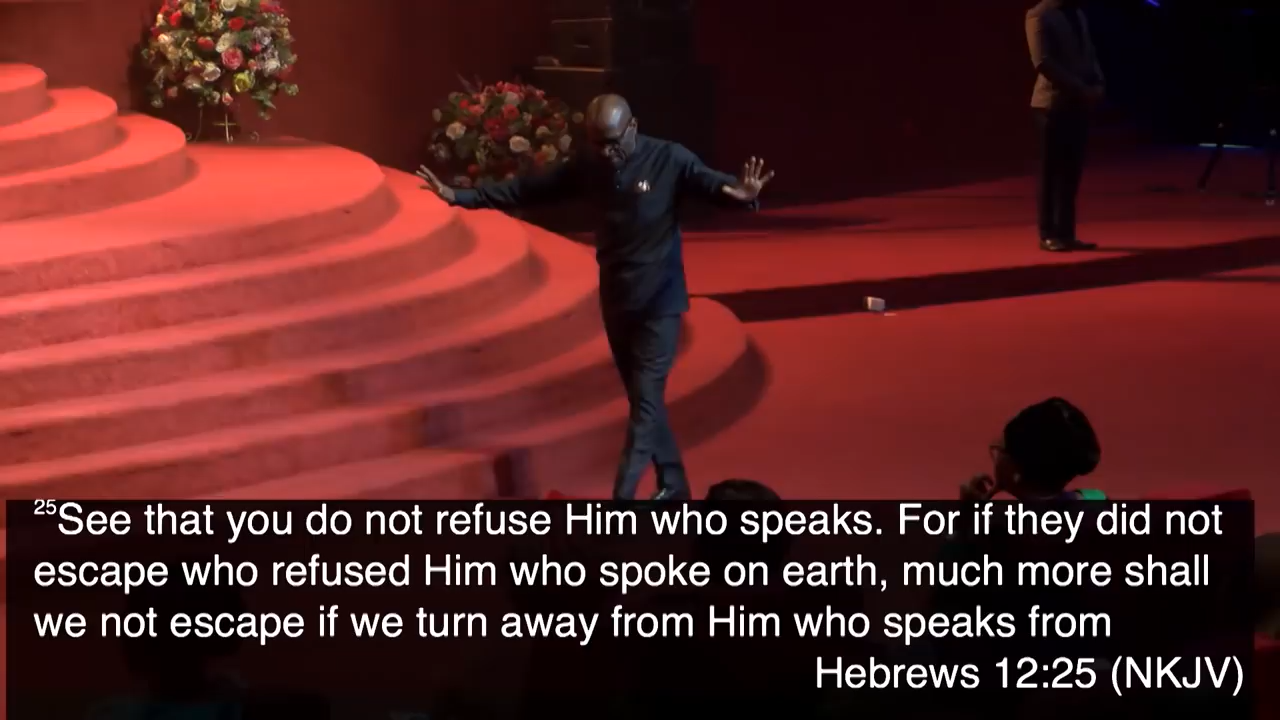 25See that you do not refuse Him who speaks. For if they did not
escape who refused Him who spoke on earth, much more shall
we not escape if we turn away from Him who speaks from
Hebrews 12:25 (NKJV)